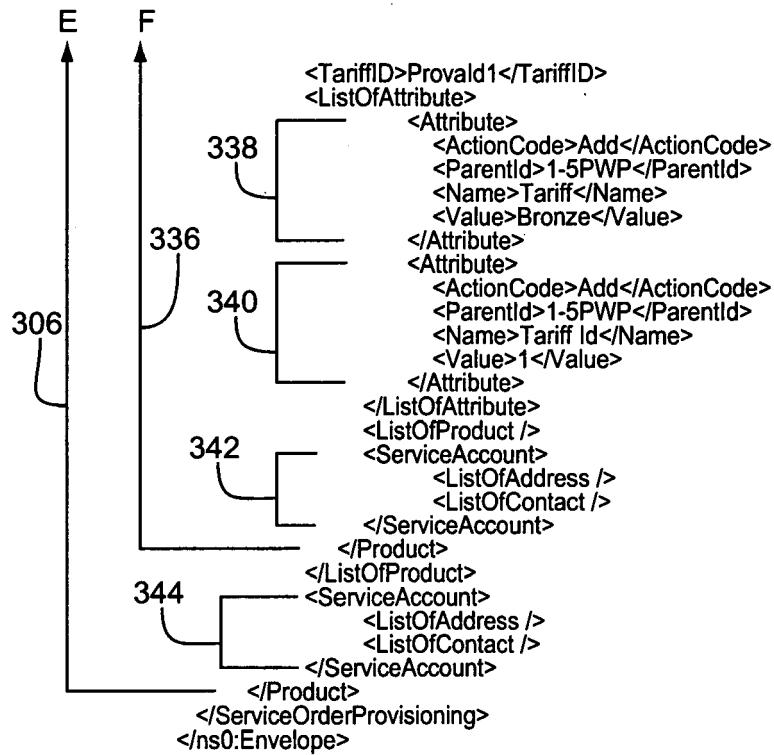 E F
<TariffID>Provald1</TariffID>
<ListOfAttribute>
<Attribute>
338 <ActionCode>Add</ActionCode>
<ParentId>1-5PWP</ParentId>
<Name>Tariff</Name>
<Value>Bronze</Value>
336 </Attribute>
<Attribute>
340 <ActionCode>Add</ActionCode>
306 <ParentId>1-5PWP</ParentId>
<Name>Tariff Id</Name>
<Value>1</Value>
</Attribute>
</ListOfAttribute>
<ListOfProduct />
342 <ServiceAccount>
<ListOfAddress />
<ListOfContact />
</ServiceAccount>
</Product>
</ListOfProduct>
344 <ServiceAccount>
<ListOfAddress />
<ListOfContact />
</ServiceAccount>
</Product>
</ServiceOrderProvisioning>
</ns0:Envelope>